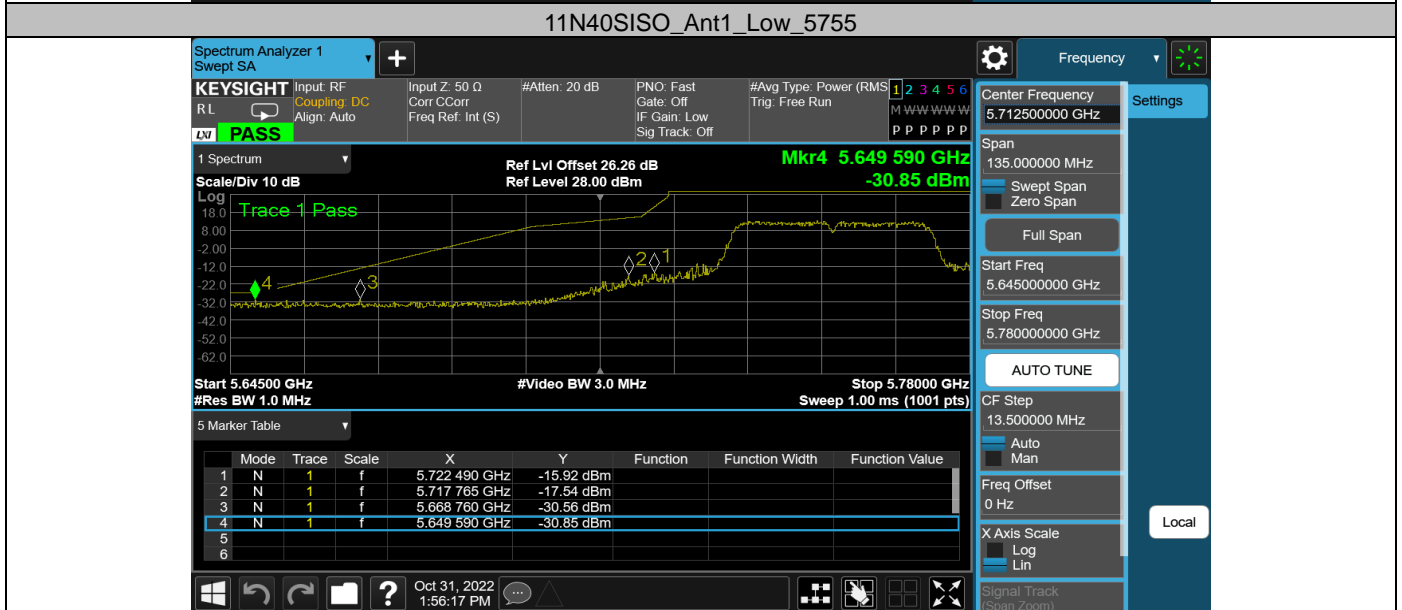 11N40SISO_Ant1_Low_5755
Spectrum Analyzer 1
Swept SA
+
Frequency
KEYSIGHT
RL
LXI PASS
Input: RF
Coupling: DC
Align: Auto
Input Z: 50 Ω
Corr CCorr
Freq Ref: Int (S)
#Atten: 20 dB
PNO: Fast
Gate: Off
IF Gain: Low
Sig Track: Off
#Avg Type: Power (RMS
Trig: Free Run
1 2 3 4 5 6
M W W W W W
P P P P P P
1 Spectrum
Scale/Div 10 dB
Ref Lvl Offset 26.26 dB
Ref Level 28.00 dBm
Mkr4 5.649 590 GHz
-30.85 dBm
Log
Trace 1 Pass
18.0
8.00
-2.00
-12.0
-22.0
-32.0
-42.0
-52.0
-62.0
4
3
2
1
Start 5.64500 GHz
#Video BW 3.0 MHz
Stop 5.78000 GHz
#Res BW 1.0 MHz
Sweep 1.00 ms (1001 pts)
5 Marker Table
Mode Trace Scale X Y Function Function Width Function Value
1 N 1 f 5.722 490 GHz -15.92 dBm
2 N 1 f 5.717 765 GHz -17.54 dBm
3 N 1 f 5.668 760 GHz -30.56 dBm
4 N 1 f 5.649 590 GHz -30.85 dBm
5
6
?
Oct 31, 2022
1:56:17 PM
Center Frequency
5.712500000 GHz
Settings
Span
135.000000 MHz
Swept Span
Zero Span
Full Span
Start Freq
5.645000000 GHz
Stop Freq
5.780000000 GHz
AUTO TUNE
CF Step
13.500000 MHz
Auto
Man
Freq Offset
0 Hz
Local
X Axis Scale
Log
Lin
Signal Track
(Span Zoom)